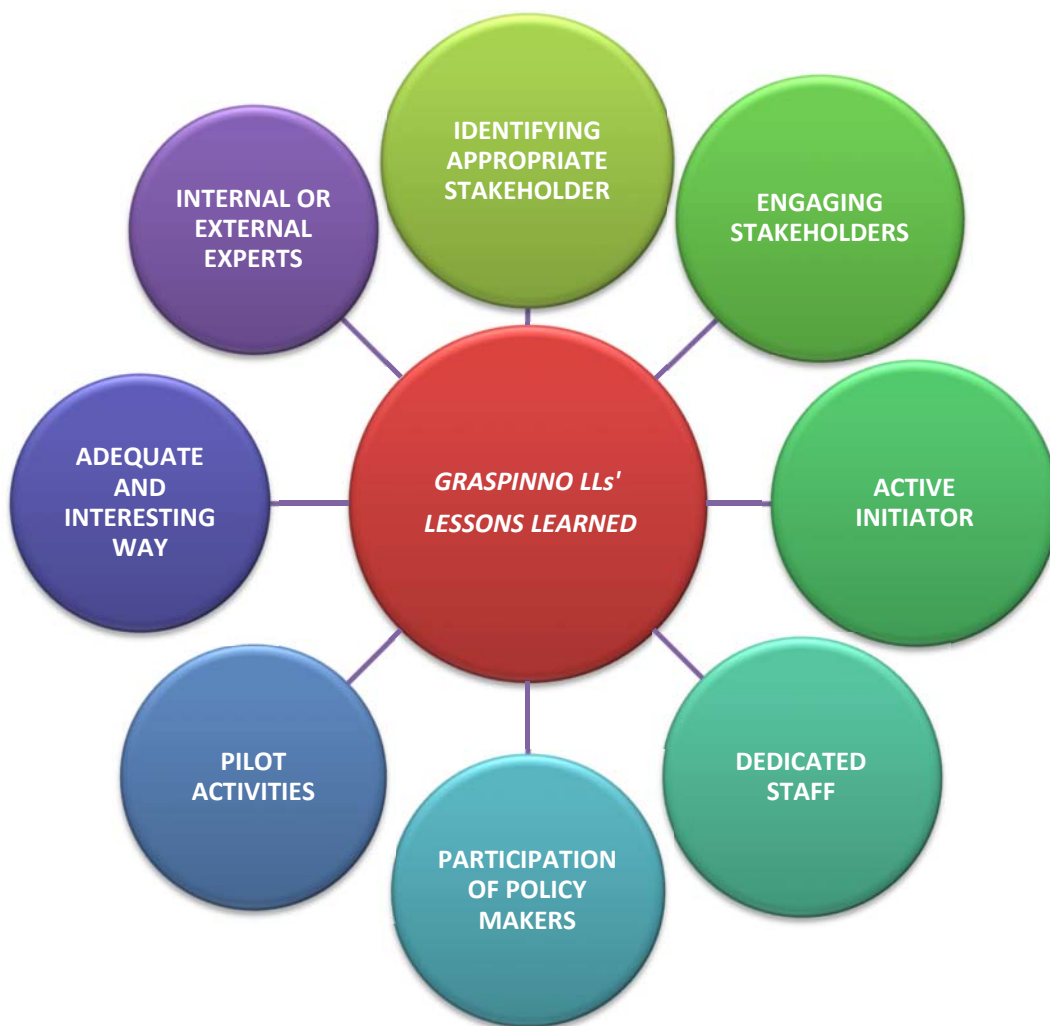 IDENTIFYING
APPROPRIATE
STAKEHOLDER
ENGAGING
STAKEHOLDERS
ACTIVE
INITIATOR
DEDICATED
STAFF
PARTICIPATION
OF POLICY
MAKERS
PILOT
ACTIVITIES
ADEQUATE
AND
INTERESTING
WAY
INTERNAL OR
EXTERNAL
EXPERTS
GRASPINNO LLs'
LESSONS LEARNED